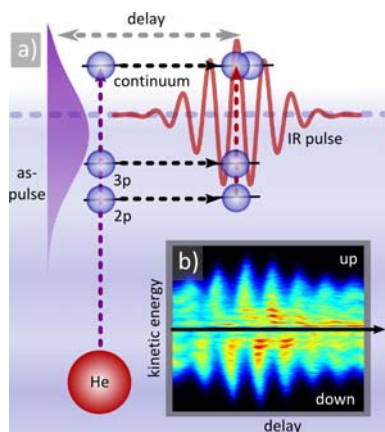 delay
a)
continuum
IR pulse
as-
pulse
3p
2p
b)
up
kinetic energy
He
down
delay